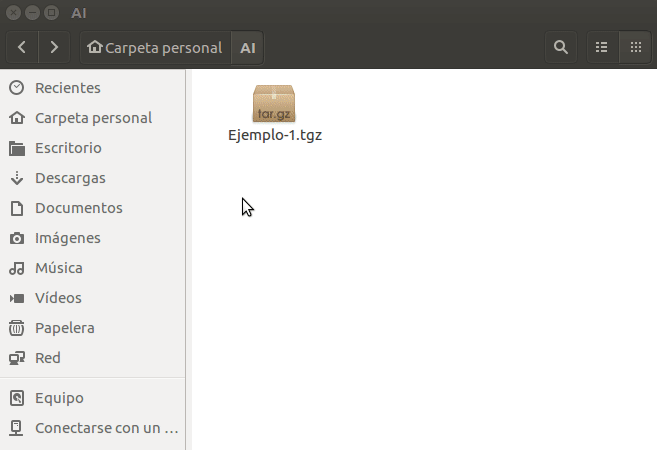 AI
Carpeta personal
AI
Recientes
Carpeta personal
Escritorio
Descargas
Documentos
Imágenes
Música
Vídeos
Papelera
Red
Equipo
Conectarse con un …
tar.gz
Ejemplo-1.tgz